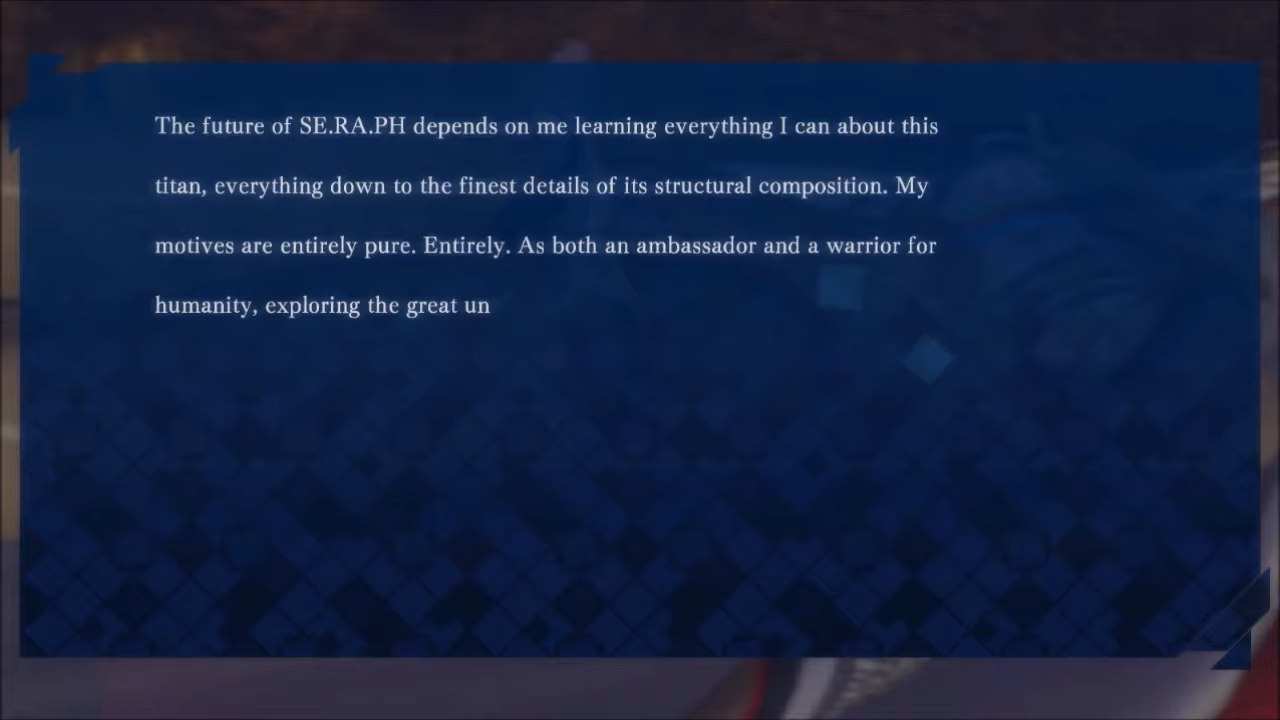 The future of SE.RA.PH depends on me learning everything I can about this
titan, everything down to the finest details of its structural composition. My
motives are entirely pure. Entirely. As both an ambassador and a warrior for
humanity, exploring the great un